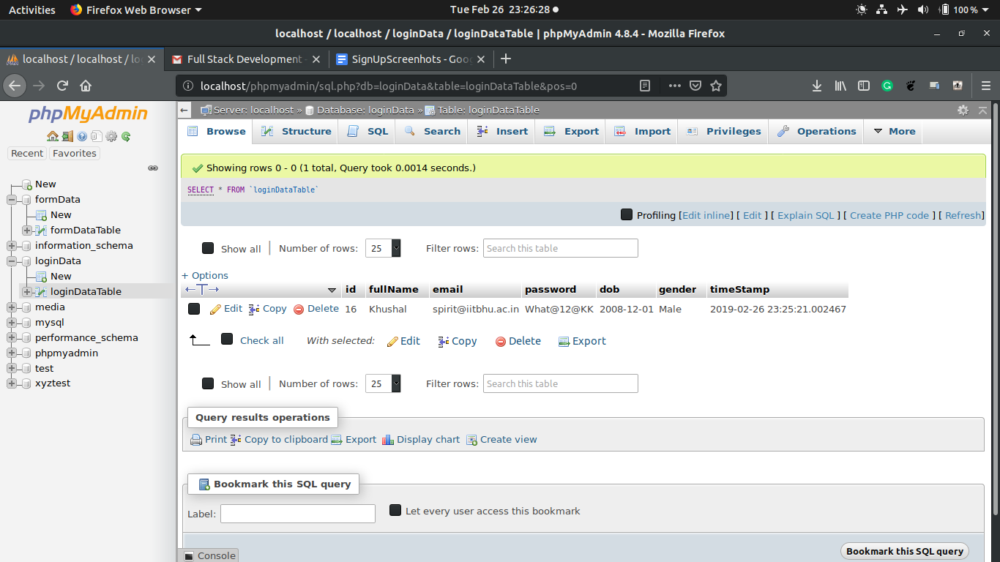 Activities Firefox Web Browser Tue Feb 26 23:26:28 100 %
localhost / localhost / loginData / loginDataTable | phpMyAdmin 4.8.4 - Mozilla Firefox
localhost / localhost / lo Full Stack Development - SignUpScreenhots - Goo
localhost/phpmyadmin/sql.php?db=loginData&table=loginDataTable&pos=0
phpMyAdmin
Recent Favorites
New
formData
New
formDataTable
information_schema
loginData
New
loginDataTable
media
mysql
performance_schema
phpmyadmin
test
xyztest
Server: localhost » Database: loginData » Table: loginDataTable
Browse Structure SQL Search Insert Export Import Privileges Operations More
Showing rows 0 - 0 (1 total, Query took 0.0014 seconds.)
SELECT * FROM `loginDataTable`
Profiling [Edit inline] [ Edit ] [ Explain SQL ] [ Create PHP code ] [ Refresh]
Show all | Number of rows: 25 Filter rows: Search this table
+ Options
←T→ id fullName email password dob gender timeStamp
Edit Copy Delete 16 Khushal spirit@iitbhu.ac.in What@12@KK 2008-12-01 Male 2019-02-26 23:25:21.002467
Check all With selected: Edit Copy Delete Export
Show all | Number of rows: 25 Filter rows: Search this table
Query results operations
Print Copy to clipboard Export Display chart Create view
Bookmark this SQL query
Label: Let every user access this bookmark
Console Bookmark this SQL query